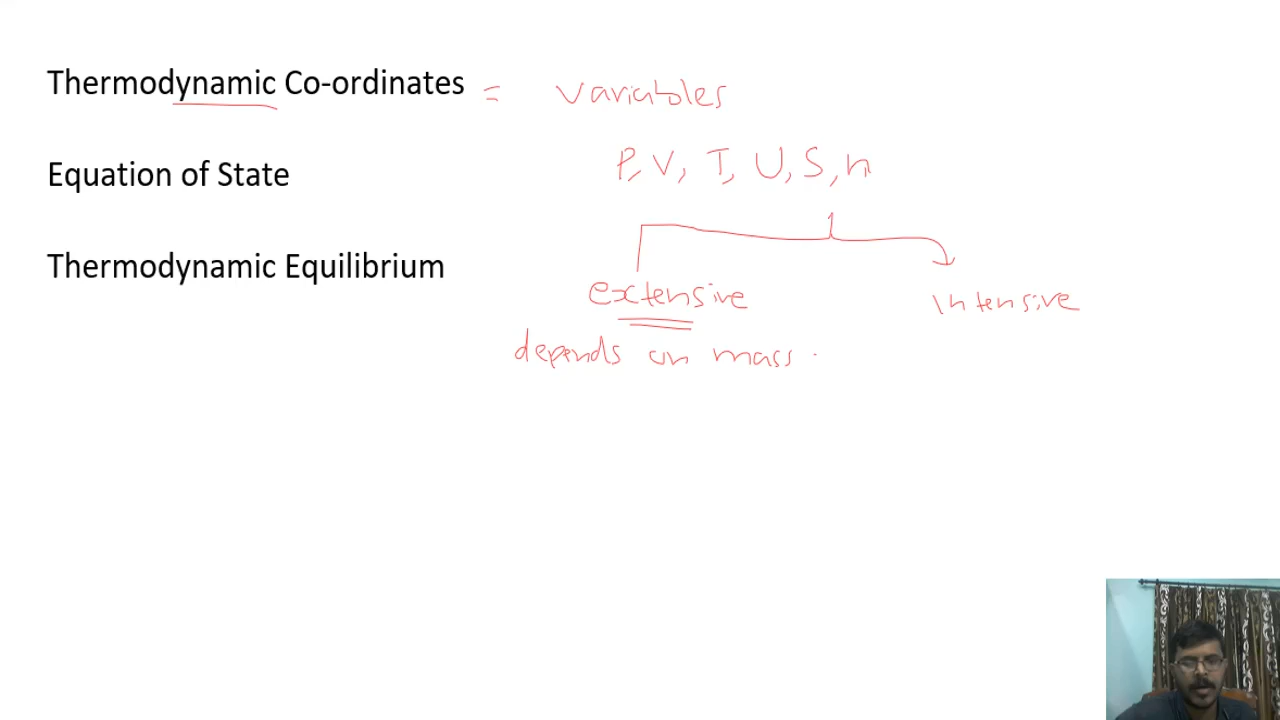 Thermodynamic Co-ordinates = variables
P, V, T, U, S, n
Equation of State
Thermodynamic Equilibrium
extensive
Intensive
depends on mass.